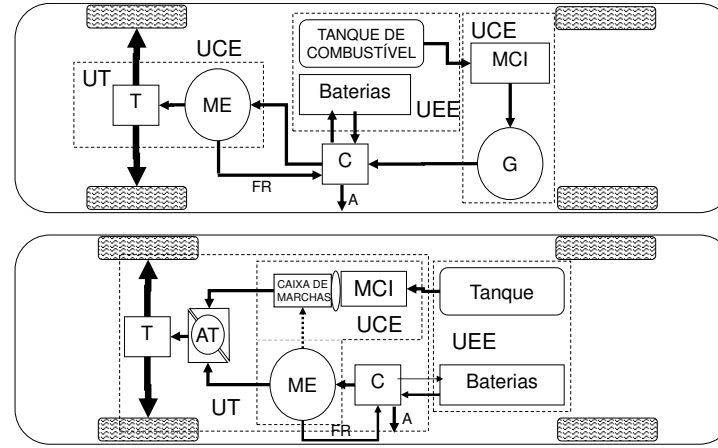 TANQUE DE
COMBUSTÍVEL
UCE
MCI
UCE
UT
T
ME
Baterias
UEE
C
G
FR
A
CAIXA DE
MARCHAS
MCI
Tanque
UCE
T
AT
UEE
ME
C
Baterias
UT
A
FR